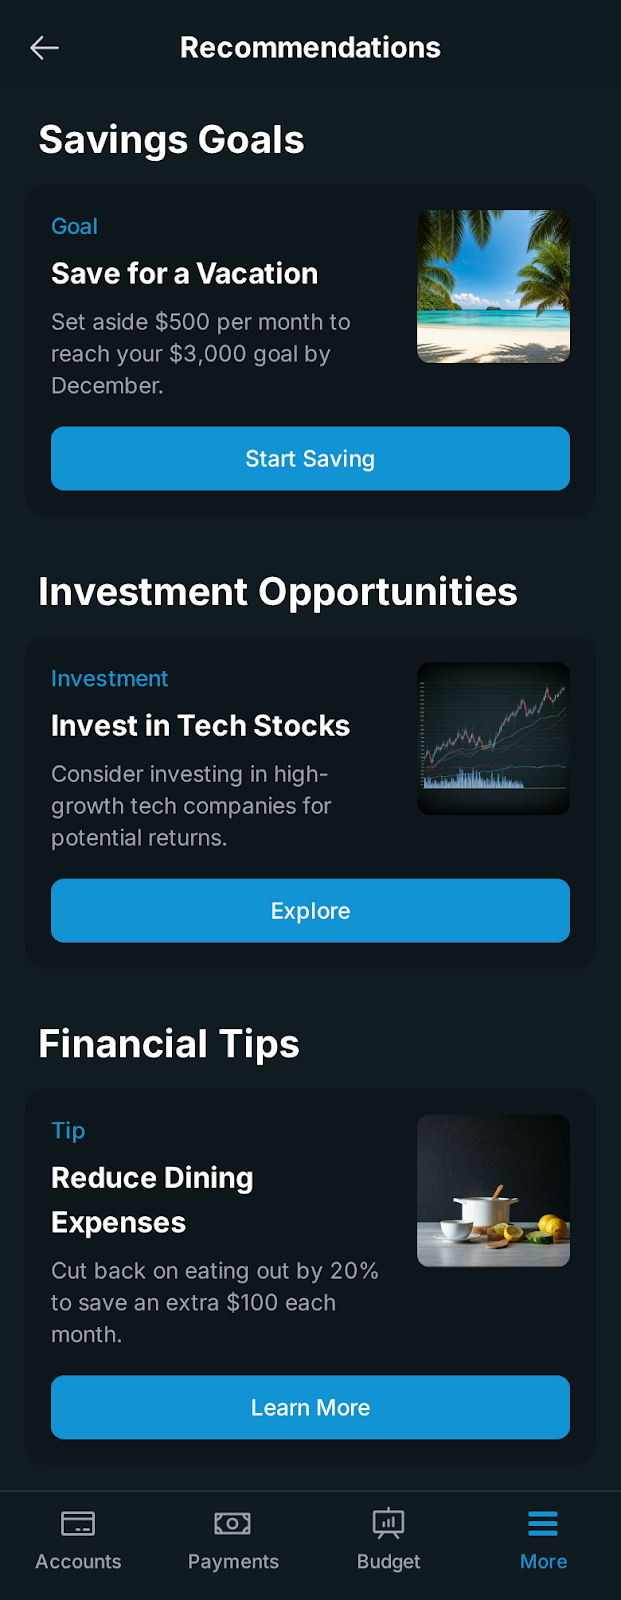 Recommendations
Savings Goals
Goal
Save for a Vacation
Set aside $500 per month to
reach your $3,000 goal by
December.
Start Saving
Investment Opportunities
Investment
Invest in Tech Stocks
Consider investing in high-
growth tech companies for
potential returns.
Explore
Financial Tips
Tip
Reduce Dining
Expenses
Cut back on eating out by 20%
to save an extra $100 each
month.
Learn More
Accounts
Payments
Budget
More